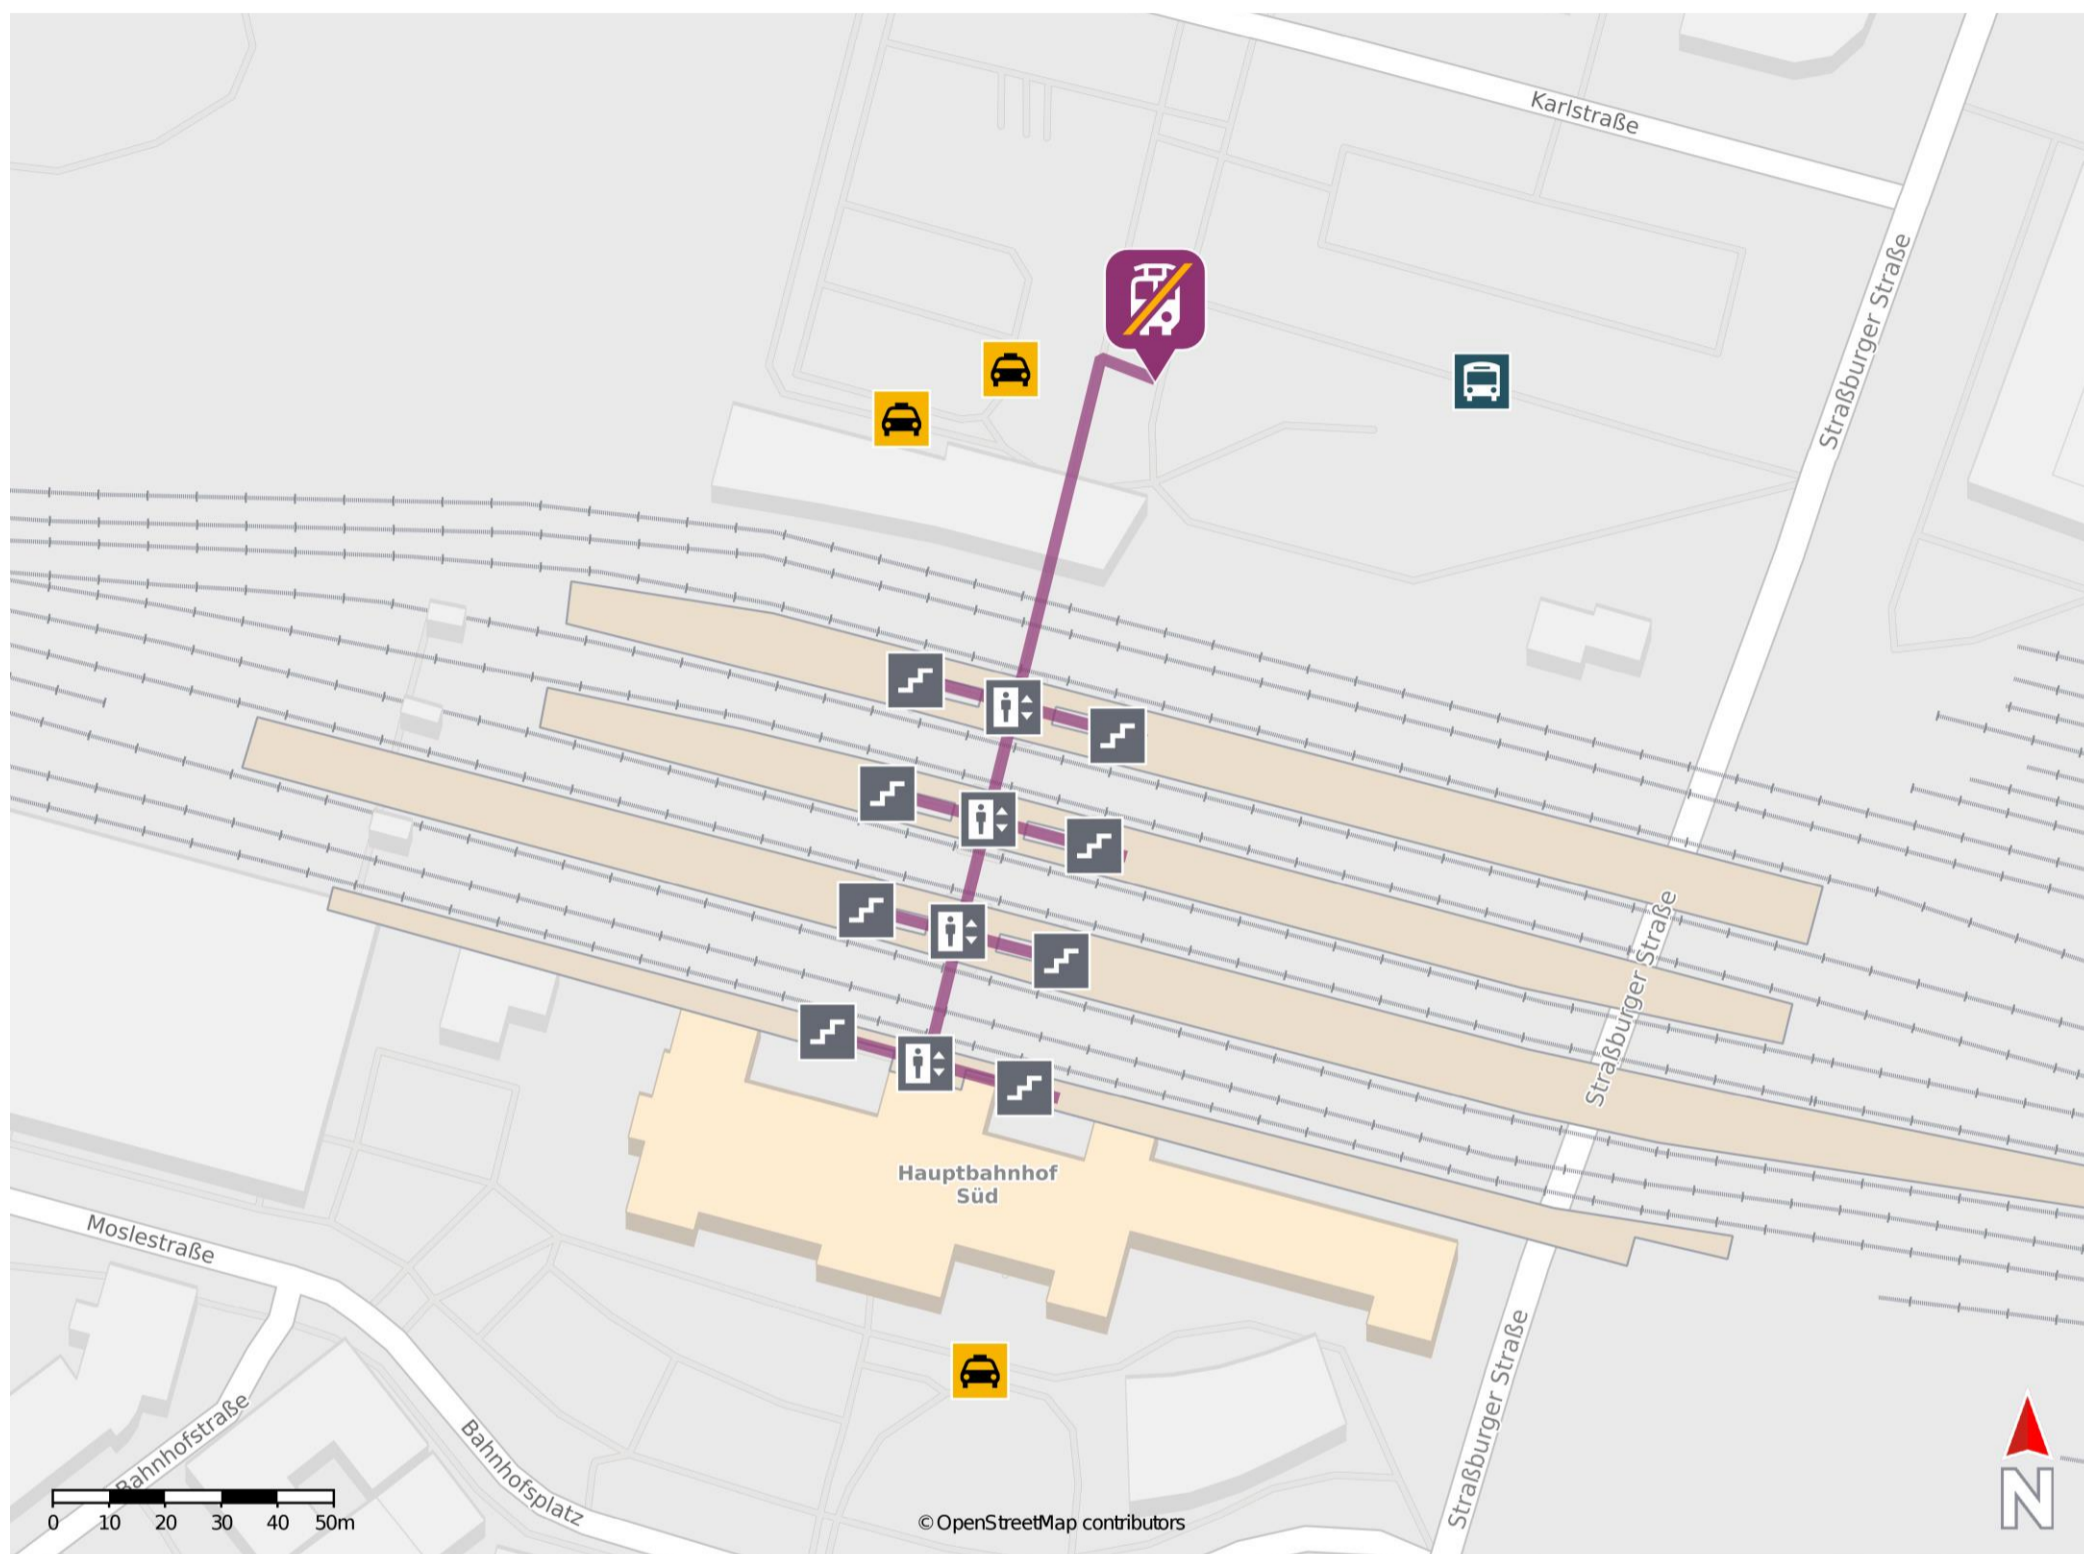 Karlstraße
Straßburger Straße
Straßburger Straße
Hauptbahnhof
Süd
Moslestraße
Bahnhofstraße
Bahnhofsplatz
Straßburger Straße
0 10 20 30 40 50m
© OpenStreetMap contributors
N